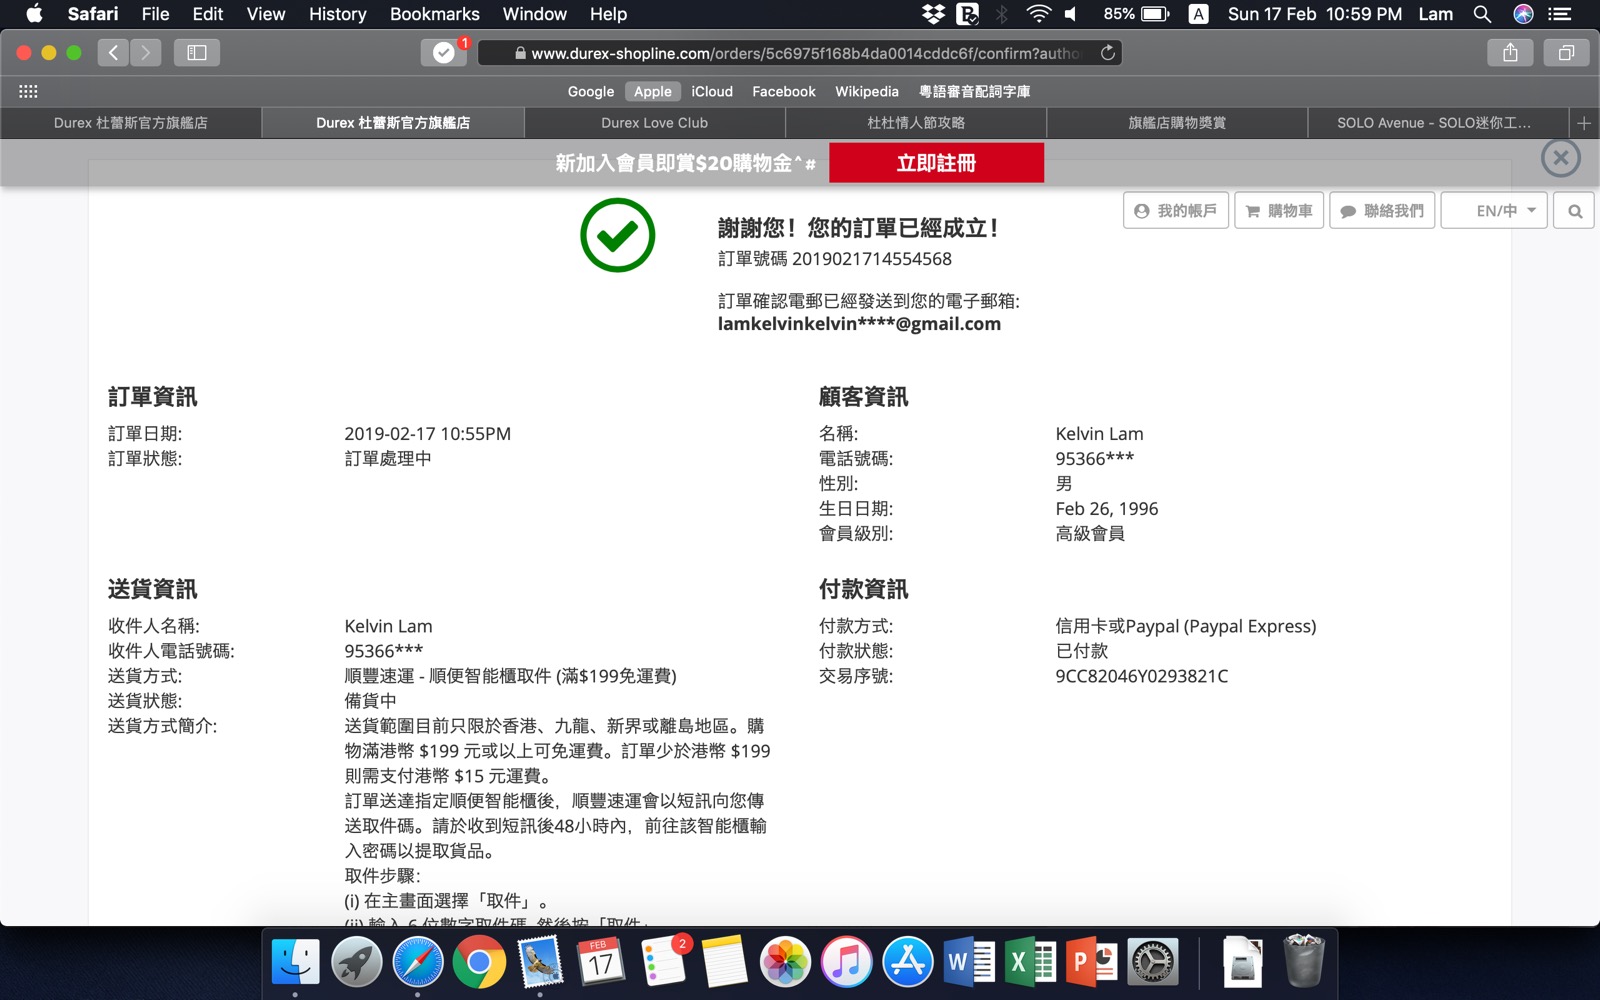 Safari File Edit View History Bookmarks Window Help 85% A Sun 17 Feb 10:59 PM Lam
1
www.durex-shopline.com/orders/5c6975f168b4da0014cddc6f/confirm?autho
Google Apple iCloud Facebook Wikipedia 粵語審音配詞字庫
Durex 杜蕾斯官方旗艦店 Durex 杜蕾斯官方旗艦店 Durex Love Club 杜杜情人節攻略 旗艦店購物獎賞 SOLO Avenue - SOLO迷你工...
新加入會員即賞$20購物金^# 立即註冊
我的帳戶 購物車 聯絡我們 EN/中
謝謝您！您的訂單已經成立！
訂單號碼 2019021714554568
訂單確認電郵已經發送到您的電子郵箱:
lamkelvinkelvin****@gmail.com
訂單資訊
訂單日期: 2019-02-17 10:55PM
訂單狀態: 訂單處理中
顧客資訊
名稱: Kelvin Lam
電話號碼: 95366***
性別: 男
生日日期: Feb 26, 1996
會員級別: 高級會員
送貨資訊
收件人名稱: Kelvin Lam
收件人電話號碼: 95366***
送貨方式: 順豐速運 - 順便智能櫃取件 (滿$199免運費)
送貨狀態: 備貨中
送貨方式簡介: 送貨範圍目前只限於香港、九龍、新界或離島地區。購
物滿港幣 $199 元或以上可免運費。訂單少於港幣 $199
則需支付港幣 $15 元運費。
訂單送達指定順便智能櫃後，順豐速運會以短訊向您傳
送取件碼。請於收到短訊後48小時內，前往該智能櫃輸
入密碼以提取貨品。
取件步驟：
(i) 在主畫面選擇「取件」。
(ii) 輸入 6 位數字取件碼, 然後按「取件」
付款資訊
付款方式: 信用卡或Paypal (Paypal Express)
付款狀態: 已付款
交易序號: 9CC82046Y0293821C
FEB
17
2
W X P